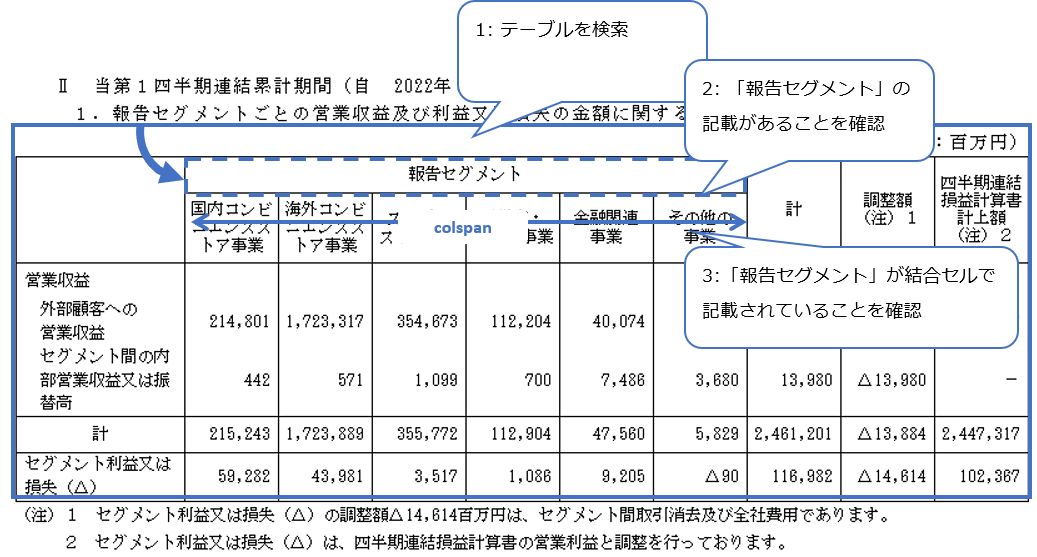 1: テーブルを検索
Ⅱ 当第1四半期連結累計期間（自 2022年
2: 「報告セグメント」の
記載があることを確認
1．報告セグメントごとの営業収益及び利益又 損失の金額に関する
：百万円）
報告セグメント
計
調整額
（注）1
四半期連結
損益計算書
計上額
（注）2
国内コンビ
ニエンスス
トア事業
海外コンビ
ニエンスス
トア事業
金融関連
事業
その他の
事業
事業
colspan
3:「報告セグメント」が結合セルで
記載されていることを確認
営業収益
外部顧客への
営業収益
214,801 1,723,317 354,673 112,204 40,074
セグメント間の内
部営業収益又は振
替高
442 571 1,099 700 7,486 3,680 13,980 △13,980 －
計 215,243 1,723,889 355,772 112,904 47,560 5,829 2,461,201 △13,884 2,447,317
セグメント利益又は
損失（△）
59,282 43,981 3,517 1,086 9,205 △90 116,982 △14,614 102,367
（注）1 セグメント利益又は損失（△）の調整額△14,614百万円は、セグメント間取引消去及び全社費用であります。
2 セグメント利益又は損失（△）は、四半期連結損益計算書の営業利益と調整を行っております。